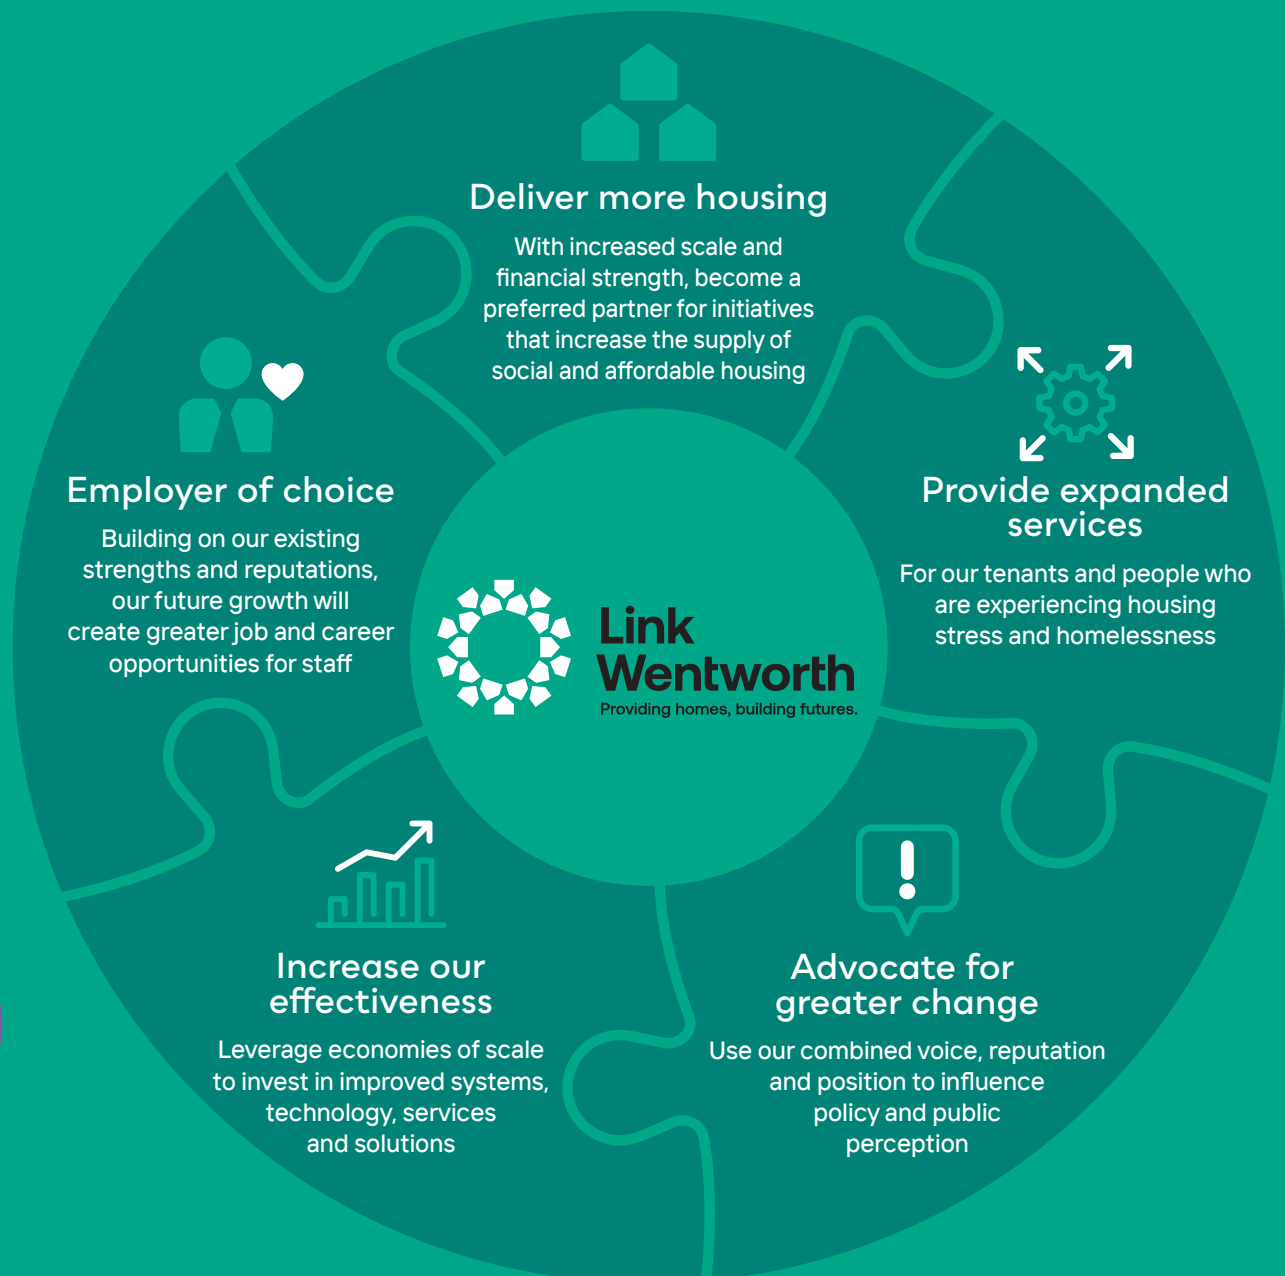 Deliver more housing
With increased scale and
financial strength, become a
preferred partner for initiatives
that increase the supply of
social and affordable housing
Provide expanded
services
For our tenants and people who
are experiencing housing
stress and homelessness
Advocate for
greater change
Use our combined voice, reputation
and position to influence
policy and public
perception
Increase our
effectiveness
Leverage economies of scale
to invest in improved systems,
technology, services
and solutions
Employer of choice
Building on our existing
strengths and reputations,
our future growth will
create greater job and career
opportunities for staff
Link
Wentworth
Providing homes, building futures.